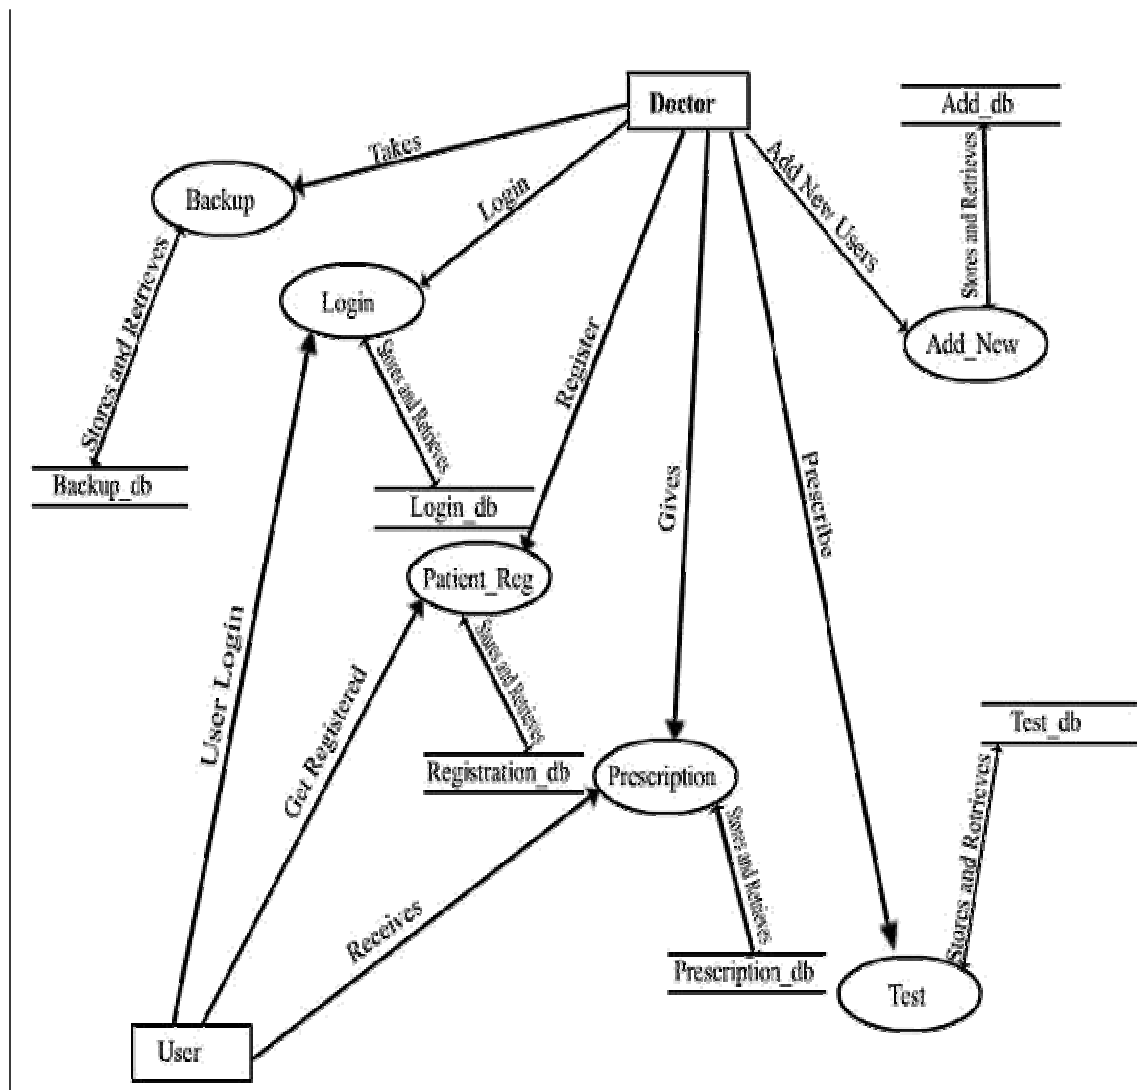 Doctor
Add_db
Takes
Login
Add New Users
Stores and Retrieves
Backup
Login
Add_New
Stores and Retrieves
Stores and Retrieves
Register
Backup_db
Login_db
Gives
Prescribe
Patient_Reg
User Login
Get Registered
Stores and Retrieves
Registration_db
Prescription
Test_db
Stores and Retrieves
Stores and Retrieves
Receives
Prescription_db
Test
User